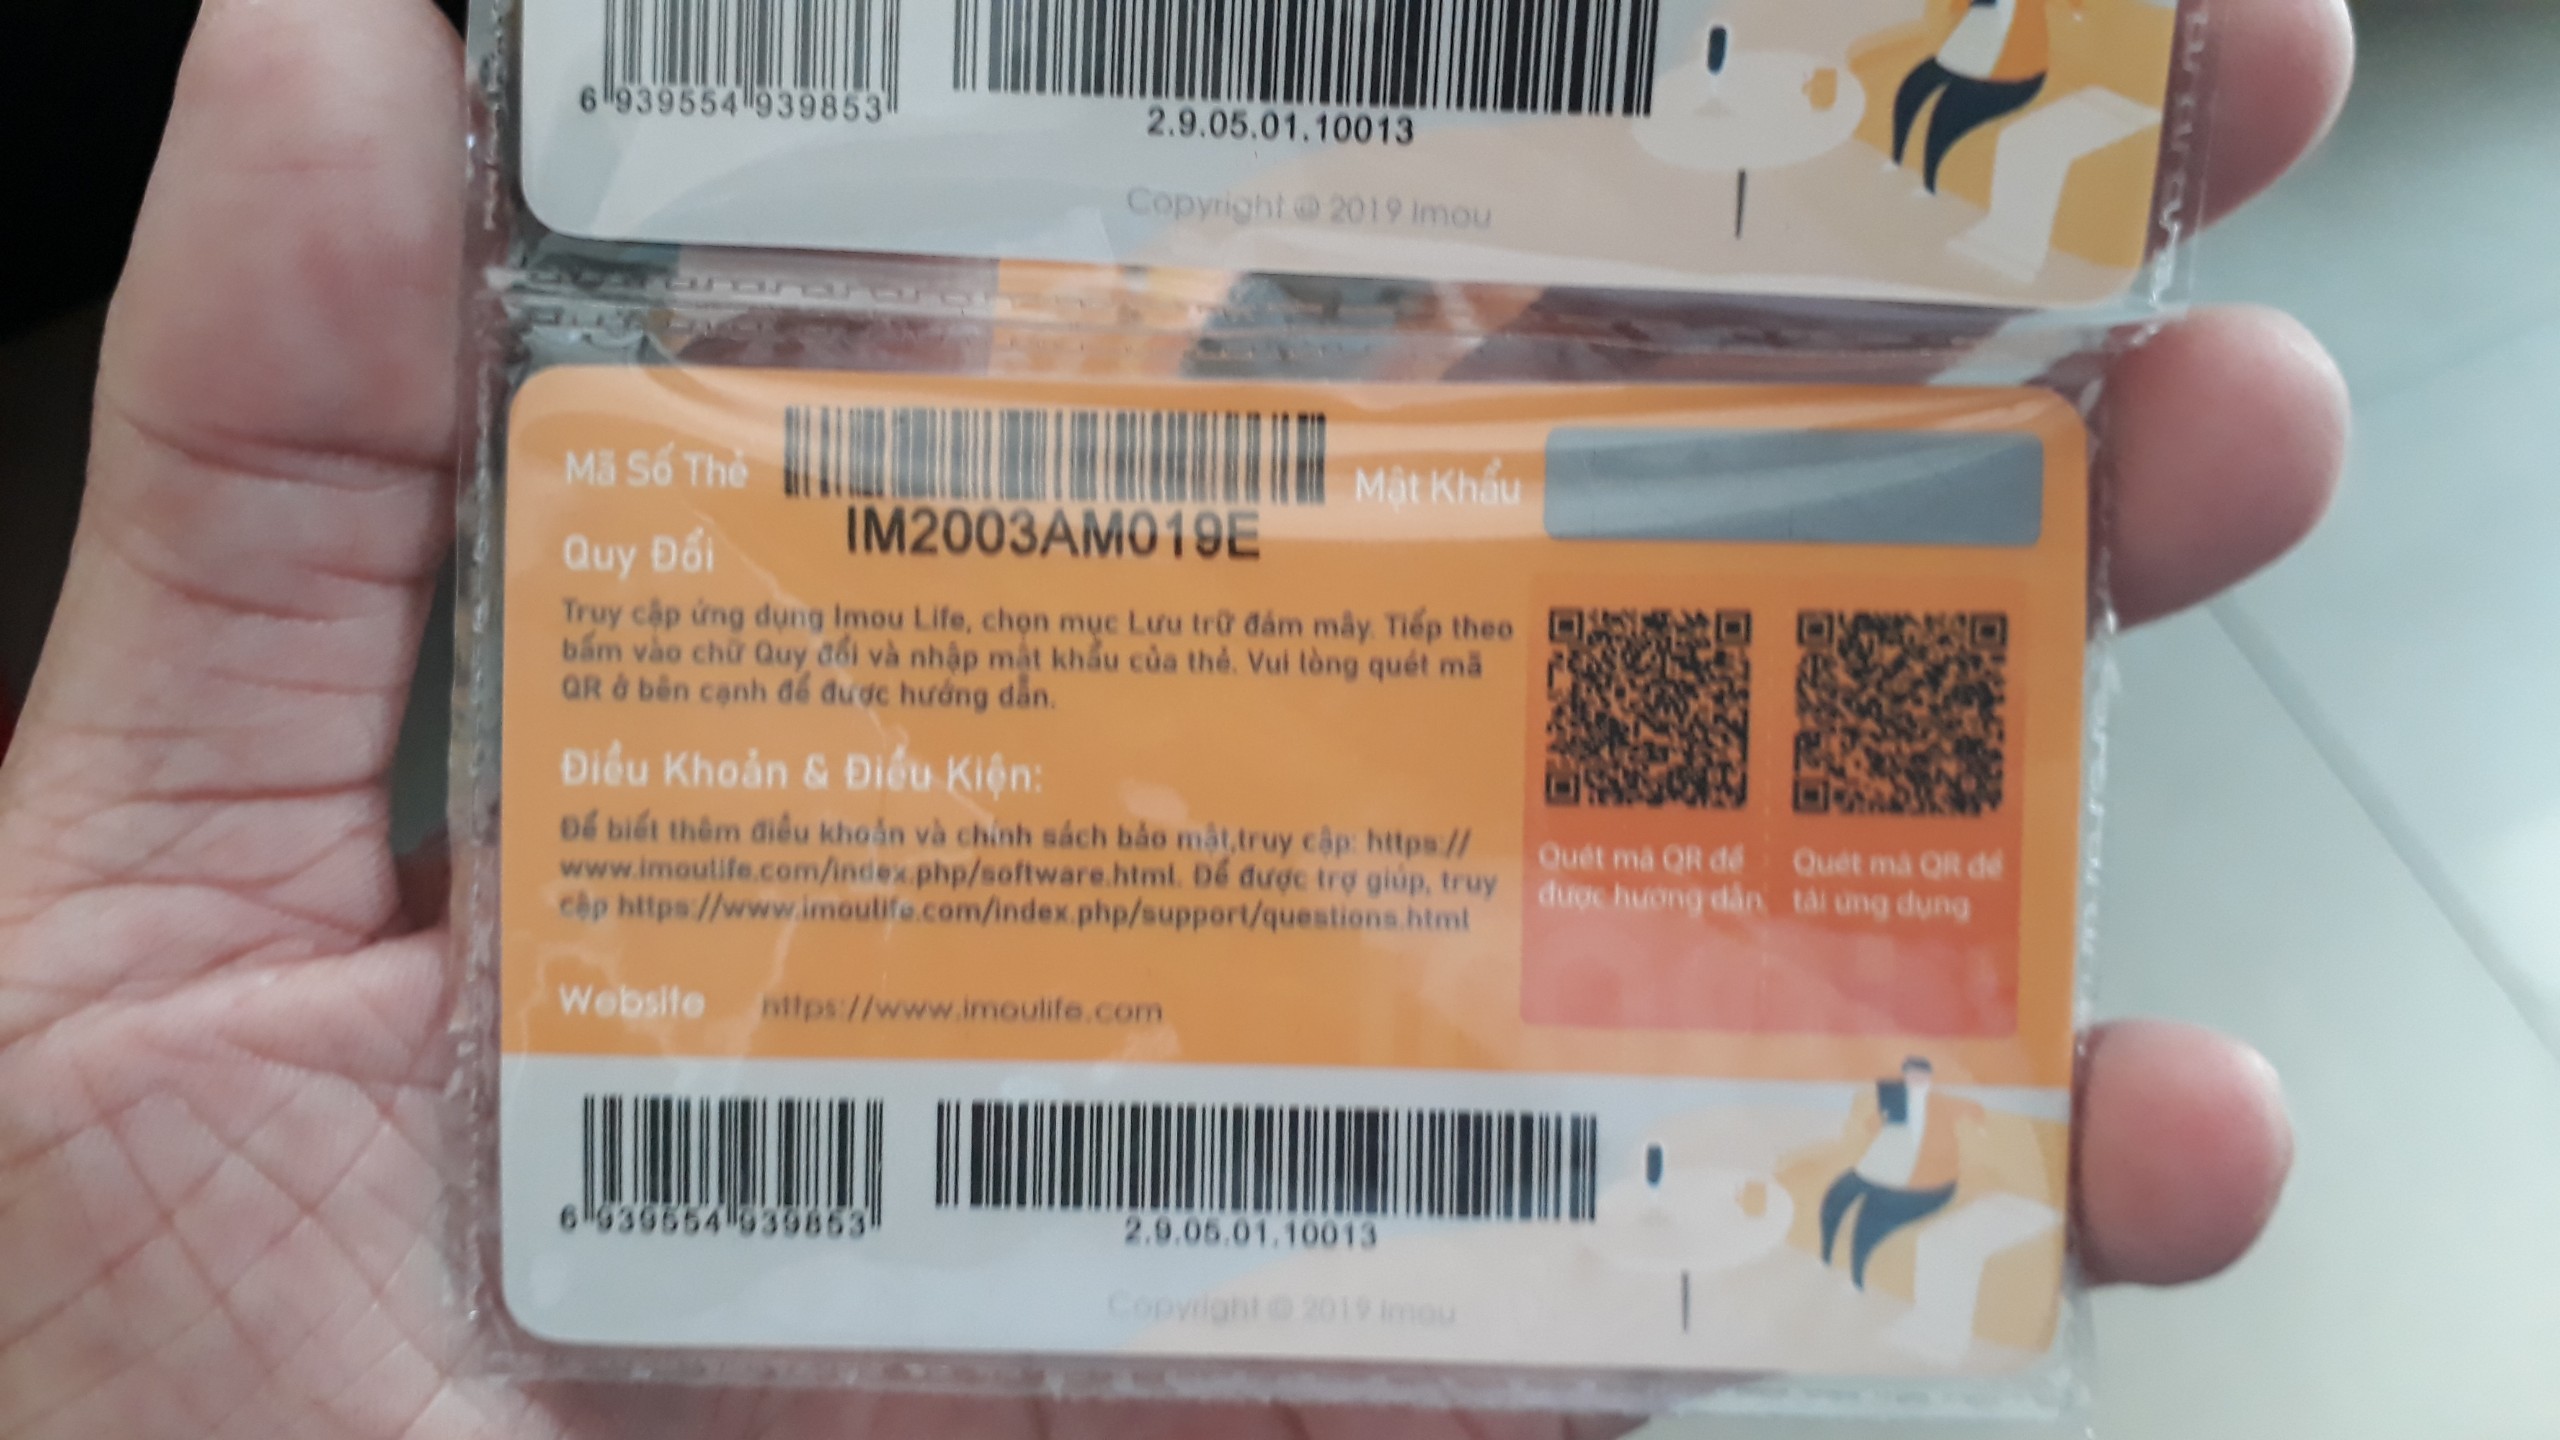 6 939554 939853
2.9.05.01.10013
Copyright @ 2019 Imou
Mã Số Thẻ
IM2003AM019E
Mật Khẩu
Quy Đổi
Truy cập ứng dụng Imou Life, chọn mục Lưu trữ đám mây. Tiếp theo
bấm vào chữ Quy đổi và nhập mật khẩu của thẻ. Vui lòng quét mã
QR ở bên cạnh để được hướng dẫn.
Điều Khoản & Điều Kiện:
Để biết thêm điều khoản và chính sách bảo mật,truy cập: https://
www.imoulife.com/index.php/software.html. Để được trợ giúp, truy
cập https://www.imoulife.com/index.php/support/questions.html
Quét mã QR để
được hướng dẫn
Quét mã QR để
tải ứng dụng
Website https://www.imoulife.com
6 939554 939853
2.9.05.01.10013
Copyright @ 2019 Imou